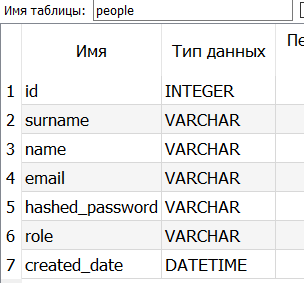 Имя таблицы: people
Имя Тип данных
1 id INTEGER
2 surname VARCHAR
3 name VARCHAR
4 email VARCHAR
5 hashed_password VARCHAR
6 role VARCHAR
7 created_date DATETIME